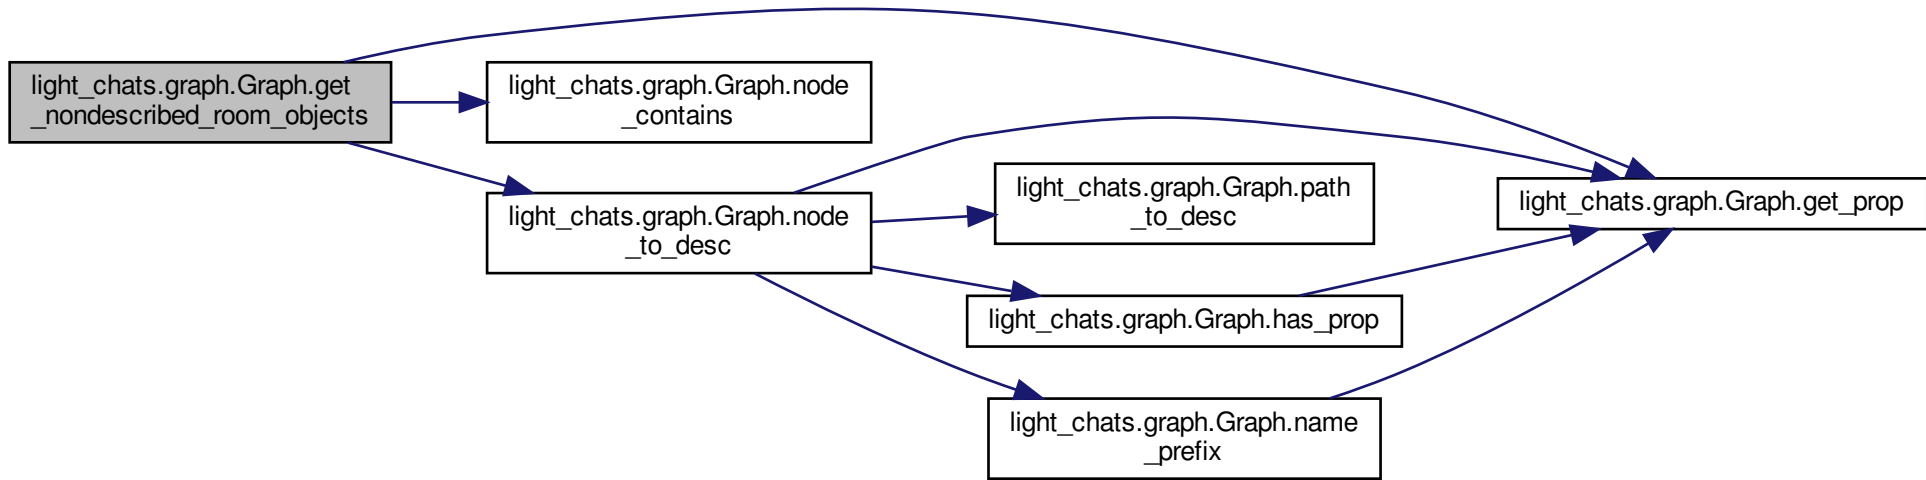 light_chats.graph.Graph.get
_nondescribed_room_objects
light_chats.graph.Graph.node
_contains
light_chats.graph.Graph.node
_to_desc
light_chats.graph.Graph.path
_to_desc
light_chats.graph.Graph.has_prop
light_chats.graph.Graph.name
_prefix
light_chats.graph.Graph.get_prop